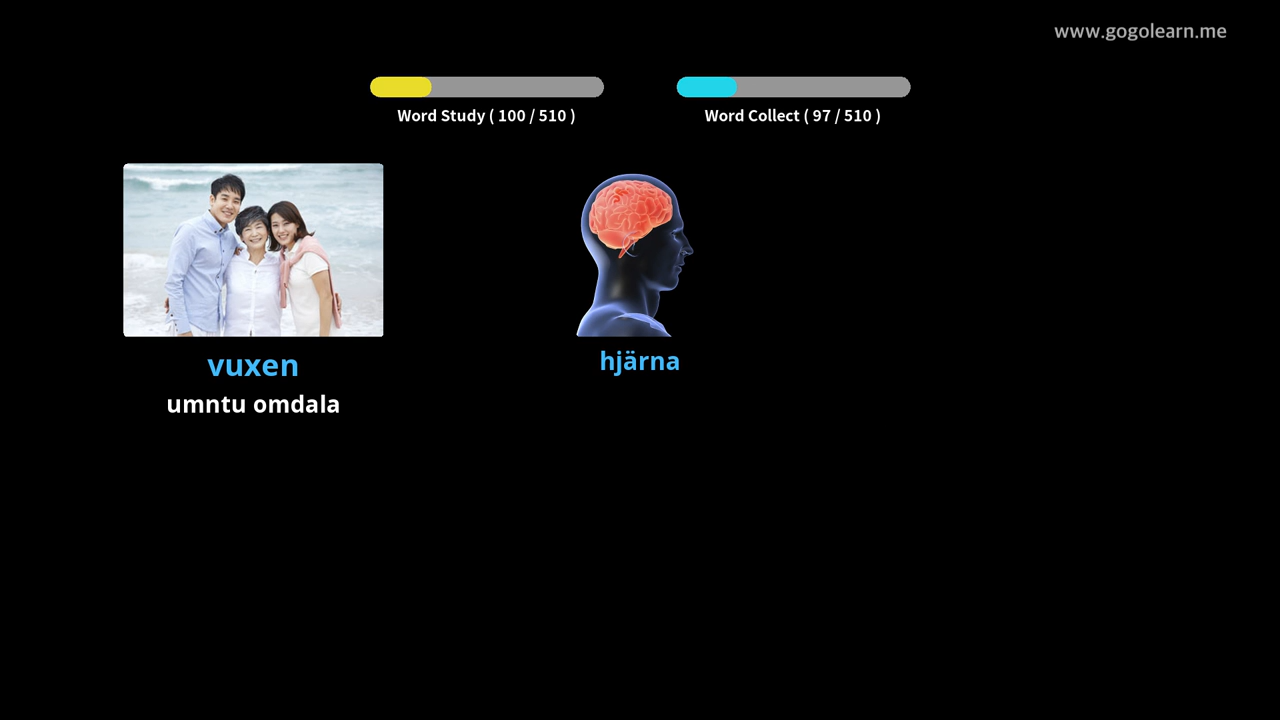 www.gogolearn.me
Word Study ( 100 / 510 )
Word Collect ( 97 / 510 )
vuxen
umntu omdala
hjärna